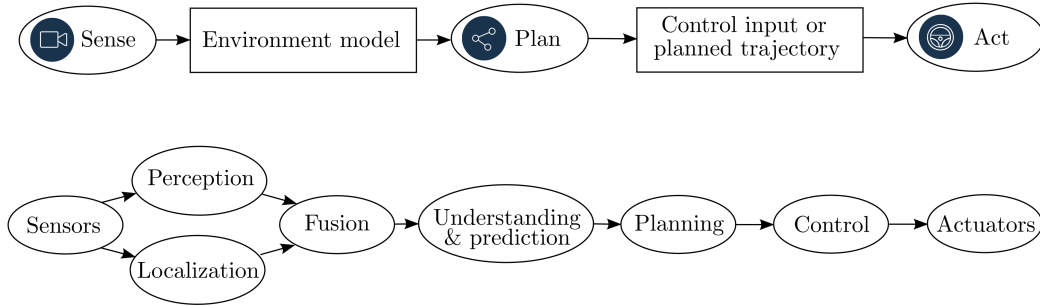 Sense
Environment model
Plan
Control input or
planned trajectory
Act
Perception
Sensors
Localization
Fusion
Understanding
& prediction
Planning
Control
Actuators